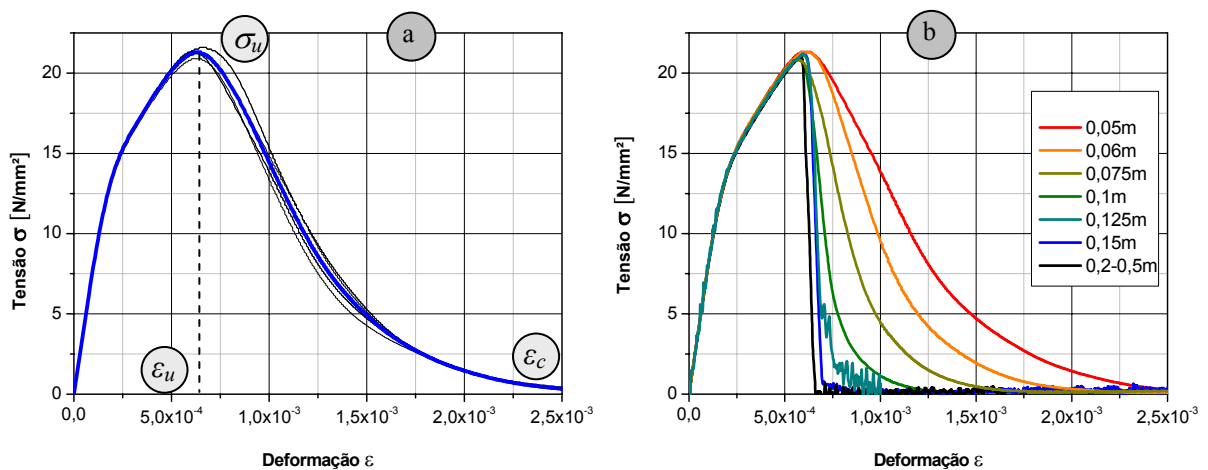 a
σu
εu
εc
Tensão σ [N/mm²]
20
15
10
5
0
0,0
5,0x10-4
1,0x10-3
1,5x10-3
2,0x10-3
2,5x10-3
Deformação ε
b
Tensão σ [N/mm²]
20
15
10
5
0
0,05m
0,06m
0,075m
0,1m
0,125m
0,15m
0,2-0,5m
0,0
5,0x10-4
1,0x10-3
1,5x10-3
2,0x10-3
2,5x10-3
Deformação ε